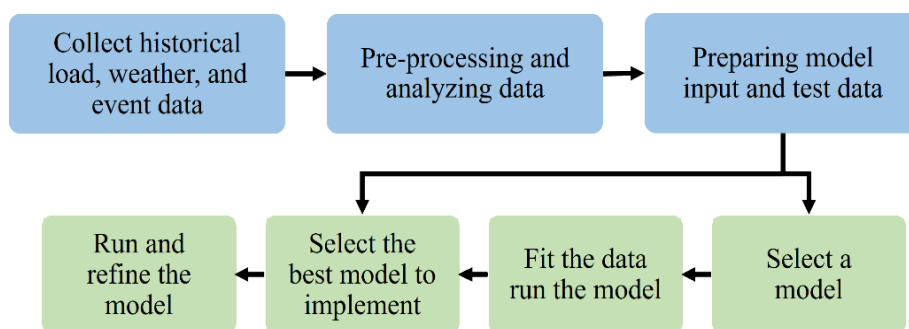 Collect historical
load, weather, and
event data
Pre-processing and
analyzing data
Preparing model
input and test data
Run and
refine the
model
Select the
best model to
implement
Fit the data
run the model
Select a
model